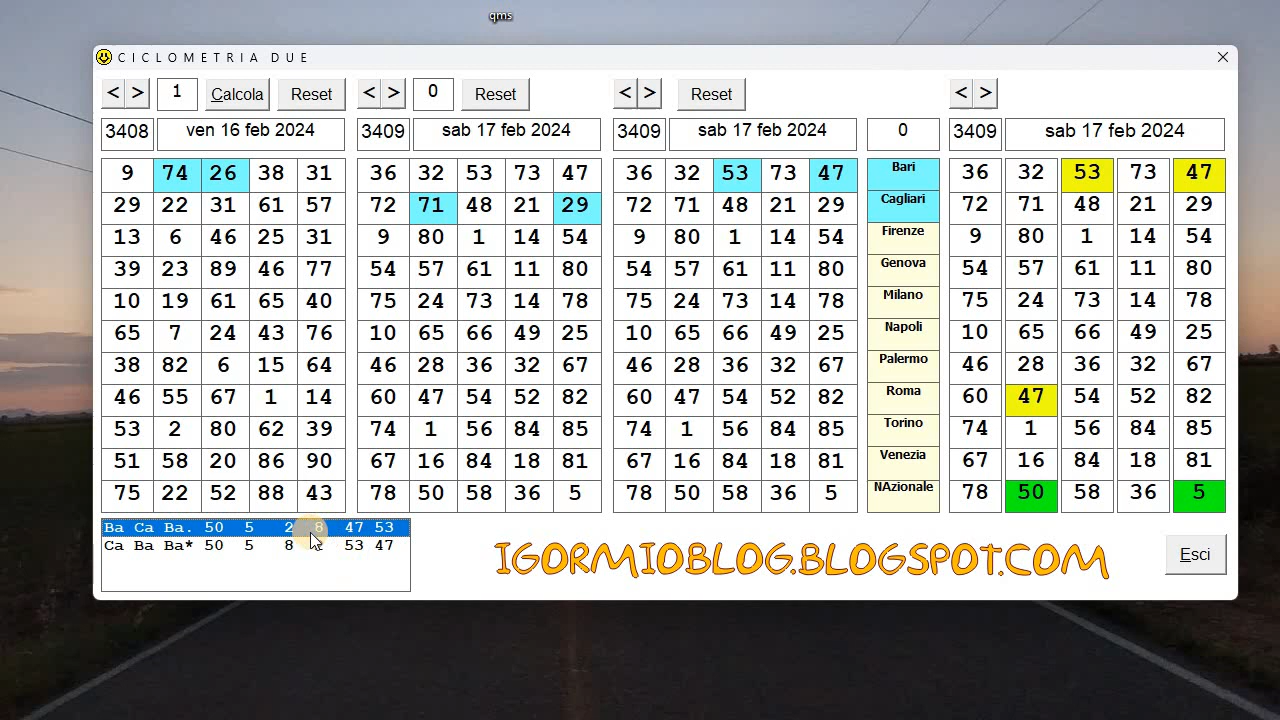 qms
CICLOMETRIA DUE
< > 1 Calcola Reset < > 0 Reset < > Reset < >
3408 ven 16 feb 2024 3409 sab 17 feb 2024 3409 sab 17 feb 2024 0 3409 sab 17 feb 2024
9 74 26 38 31 36 32 53 73 47 36 32 53 73 47 Bari 36 32 53 73 47
29 22 31 61 57 72 71 48 21 29 72 71 48 21 29 Cagliari 72 71 48 21 29
13 6 46 25 31 9 80 1 14 54 9 80 1 14 54 Firenze 9 80 1 14 54
39 23 89 46 77 54 57 61 11 80 54 57 61 11 80 Genova 54 57 61 11 80
10 19 61 65 40 75 24 73 14 78 75 24 73 14 78 Milano 75 24 73 14 78
65 7 24 43 76 10 65 66 49 25 10 65 66 49 25 Napoli 10 65 66 49 25
38 82 6 15 64 46 28 36 32 67 46 28 36 32 67 Palermo 46 28 36 32 67
46 55 67 1 14 60 47 54 52 82 60 47 54 52 82 Roma 60 47 54 52 82
53 2 80 62 39 74 1 56 84 85 74 1 56 84 85 Torino 74 1 56 84 85
51 58 20 86 90 67 16 84 18 81 67 16 84 18 81 Venezia 67 16 84 18 81
75 22 52 88 43 78 50 58 36 5 78 50 58 36 5 NAzionale 78 50 58 36 5
Ba Ca Ba. 50 5 2 8 47 53
Ca Ba Ba* 50 5 8 53 47
IGORMIOBLOG.BLOGSPOT.COM
Esci